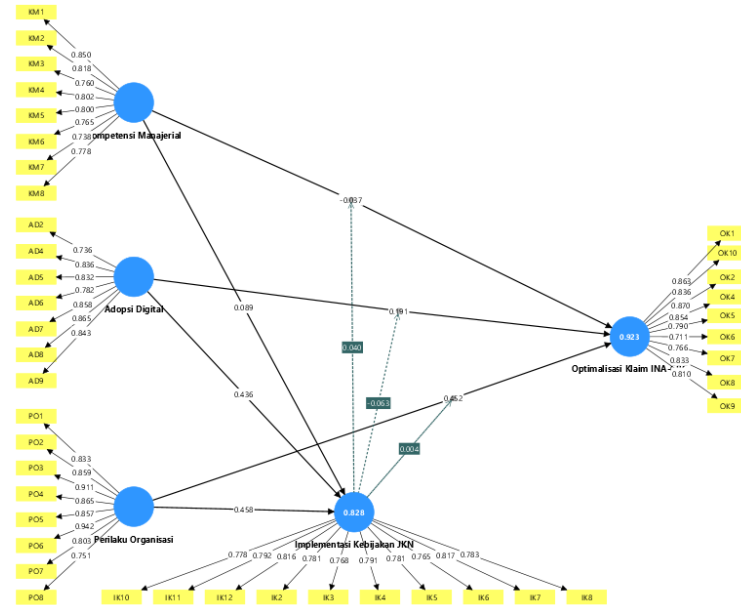 KM1
KM2
KM3
KM4
KM5
KM6
KM7
KM8
0.850
0.818
0.760
0.802
0.800
0.765
0.738
0.778
ompetensi Manajerial
AD2
AD4
AD5
AD6
AD7
AD8
AD9
0.736
0.836
0.832
0.782
0.858
0.865
0.843
Adopsi Digital
PO1
PO2
PO3
PO4
PO5
PO6
PO7
PO8
0.833
0.859
0.911
0.865
0.857
0.942
0.803
0.751
Perilaku Organisasi
-0.037
0.089
0.191
0.436
0.452
0.458
0.040
-0.063
0.004
0.828
Implementasi Kebijakan JKN
0.778
0.792
0.816
0.781
0.768
0.791
0.781
0.765
0.817
0.783
IK10
IK11
IK12
IK2
IK3
IK4
IK5
IK6
IK7
IK8
0.923
Optimalisasi Klaim INA-
0.863
0.836
0.870
0.854
0.790
0.711
0.766
0.833
0.810
OK1
OK10
OK2
OK4
OK5
OK6
OK7
OK8
OK9